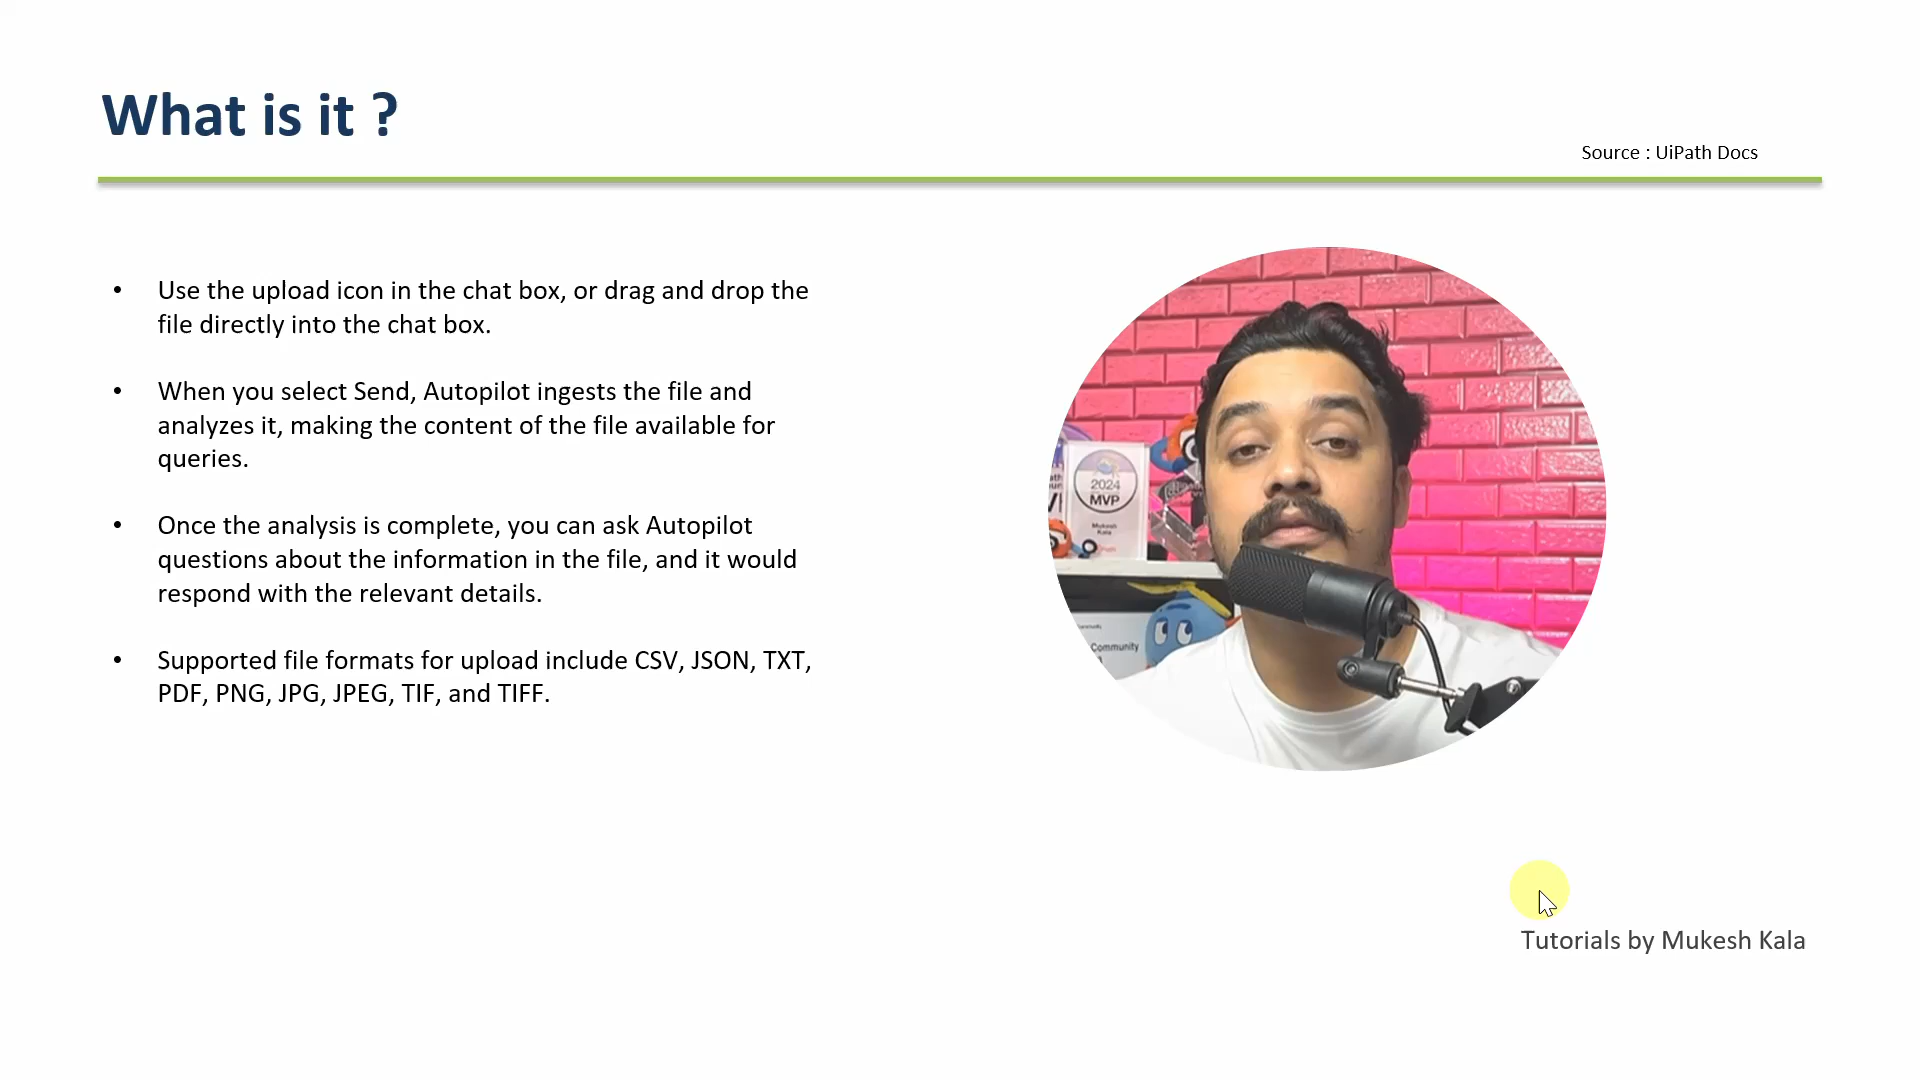 What is it ?
Source : UiPath Docs
• Use the upload icon in the chat box, or drag and drop the
file directly into the chat box.
• When you select Send, Autopilot ingests the file and
analyzes it, making the content of the file available for
queries.
• Once the analysis is complete, you can ask Autopilot
questions about the information in the file, and it would
respond with the relevant details.
• Supported file formats for upload include CSV, JSON, TXT,
PDF, PNG, JPG, JPEG, TIF, and TIFF.
2024
MVP
Mukesh
Kala
Community
Tutorials by Mukesh Kala